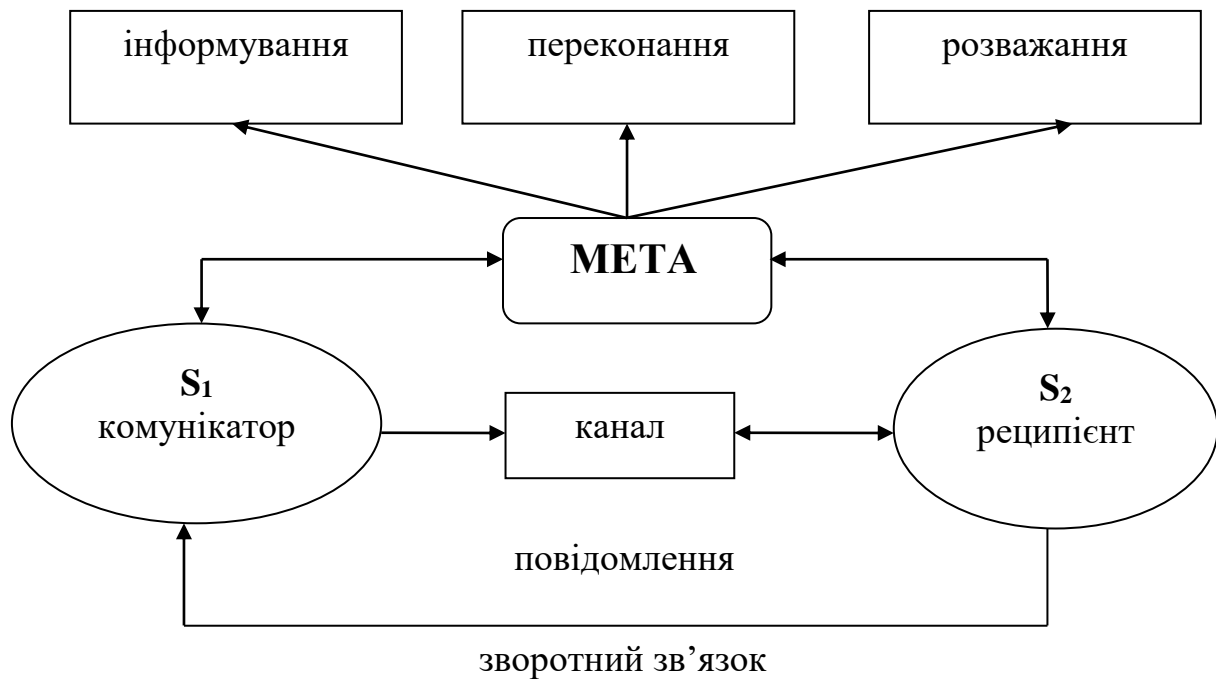 інформування
переконання
розважання
МЕТА
S₁
комунікатор
канал
S₂
реципієнт
повідомлення
зворотний зв’язок